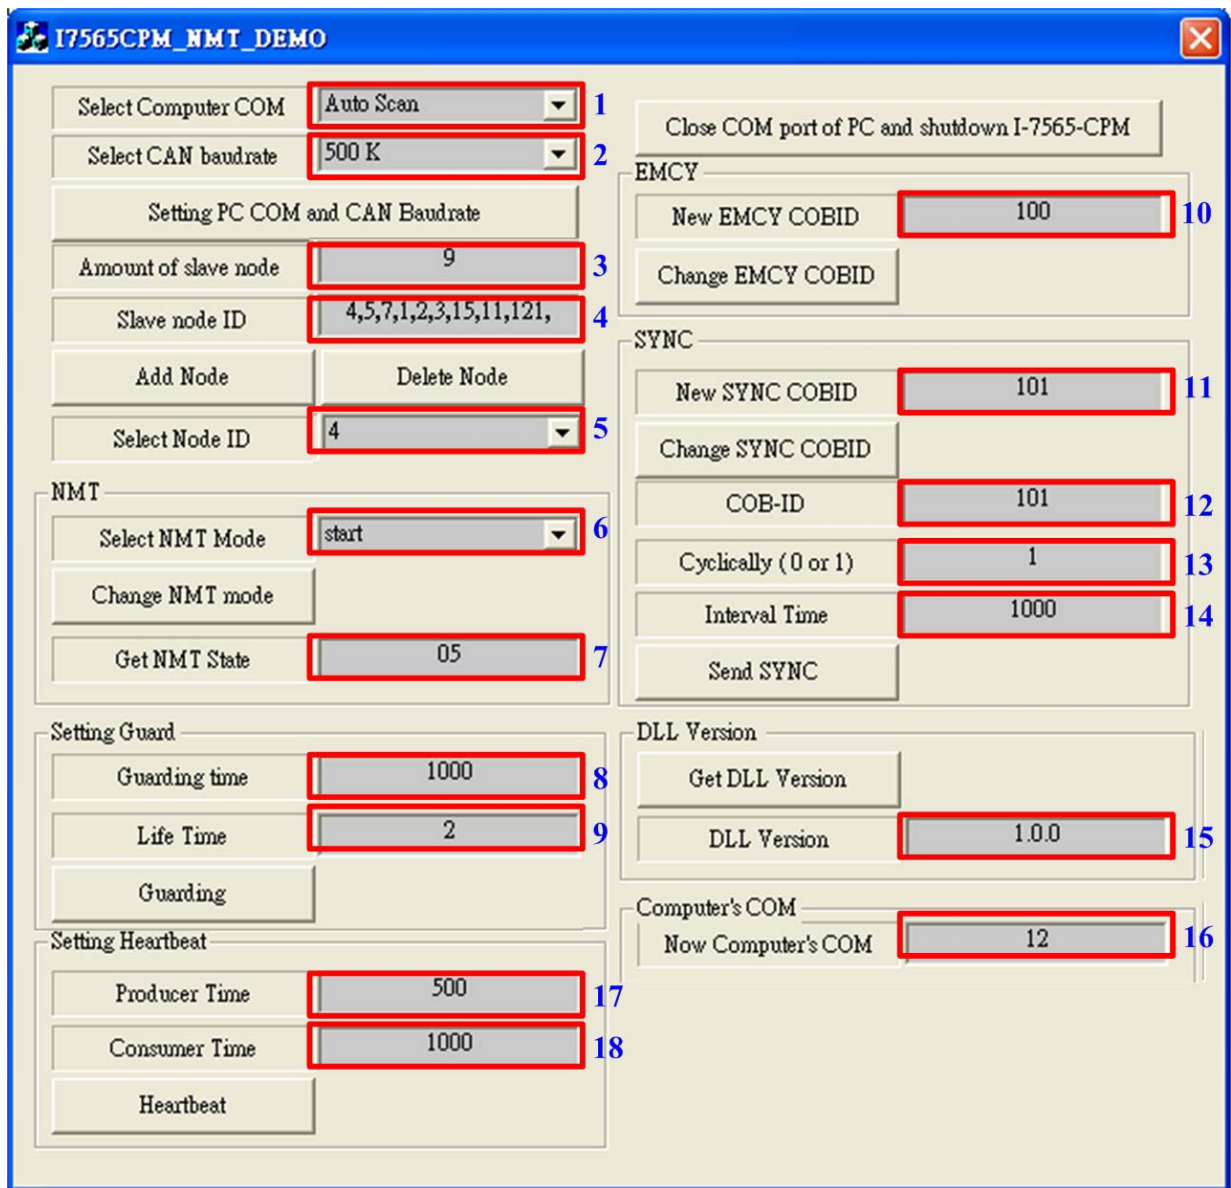 I7565CPM_NMT_DEMO
Select Computer COM Auto Scan 1
Select CAN baudrate 500 K 2
Setting PC COM and CAN Baudrate
Amount of slave node 9 3
Slave node ID 4,5,7,1,2,3,15,11,121, 4
Add Node Delete Node
Select Node ID 4 5
NMT
Select NMT Mode start 6
Change NMT mode
Get NMT State 05 7
Setting Guard
Guarding time 1000 8
Life Time 2 9
Guarding
Setting Heartbeat
Producer Time 500 17
Consumer Time 1000 18
Heartbeat
Close COM port of PC and shutdown I-7565-CPM
EMCY
New EMCY COBID 100 10
Change EMCY COBID
SYNC
New SYNC COBID 101 11
Change SYNC COBID
COB-ID 101 12
Cyclically ( 0 or 1) 1 13
Interval Time 1000 14
Send SYNC
DLL Version
Get DLL Version
DLL Version 1.0.0 15
Computer's COM
Now Computer's COM 12 16